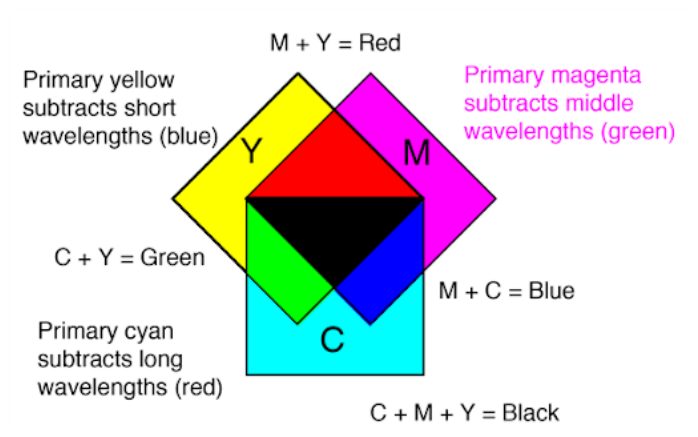 M + Y = Red
Primary yellow
subtracts short
wavelengths (blue)
Primary magenta
subtracts middle
wavelengths (green)
Y
M
C + Y = Green
M + C = Blue
Primary cyan
subtracts long
wavelengths (red)
C
C + M + Y = Black